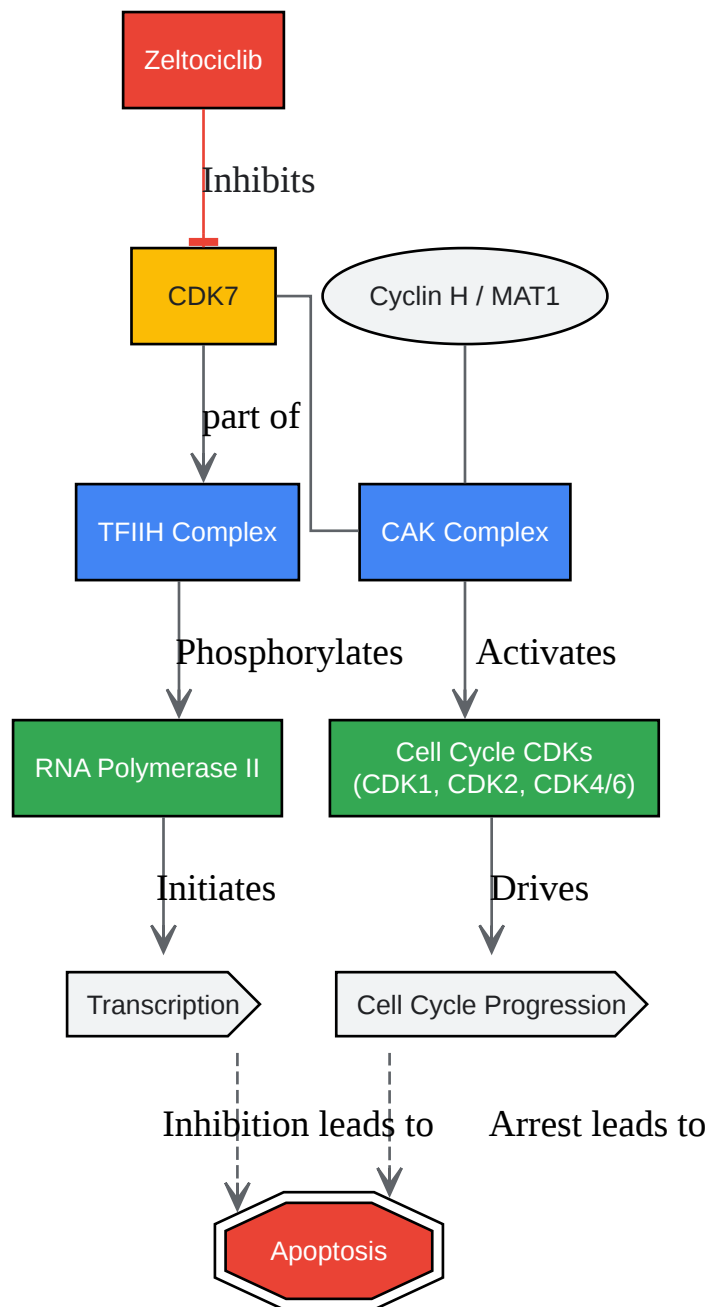 Zeltociclib
Inhibits
CDK7
Cyclin H / MAT1
part of
TFIIH Complex
CAK Complex
Phosphorylates
Activates
RNA Polymerase II
Cell Cycle CDKs
(CDK1, CDK2, CDK4/6)
Initiates
Drives
Transcription
Cell Cycle Progression
Inhibition leads to
Arrest leads to
Apoptosis